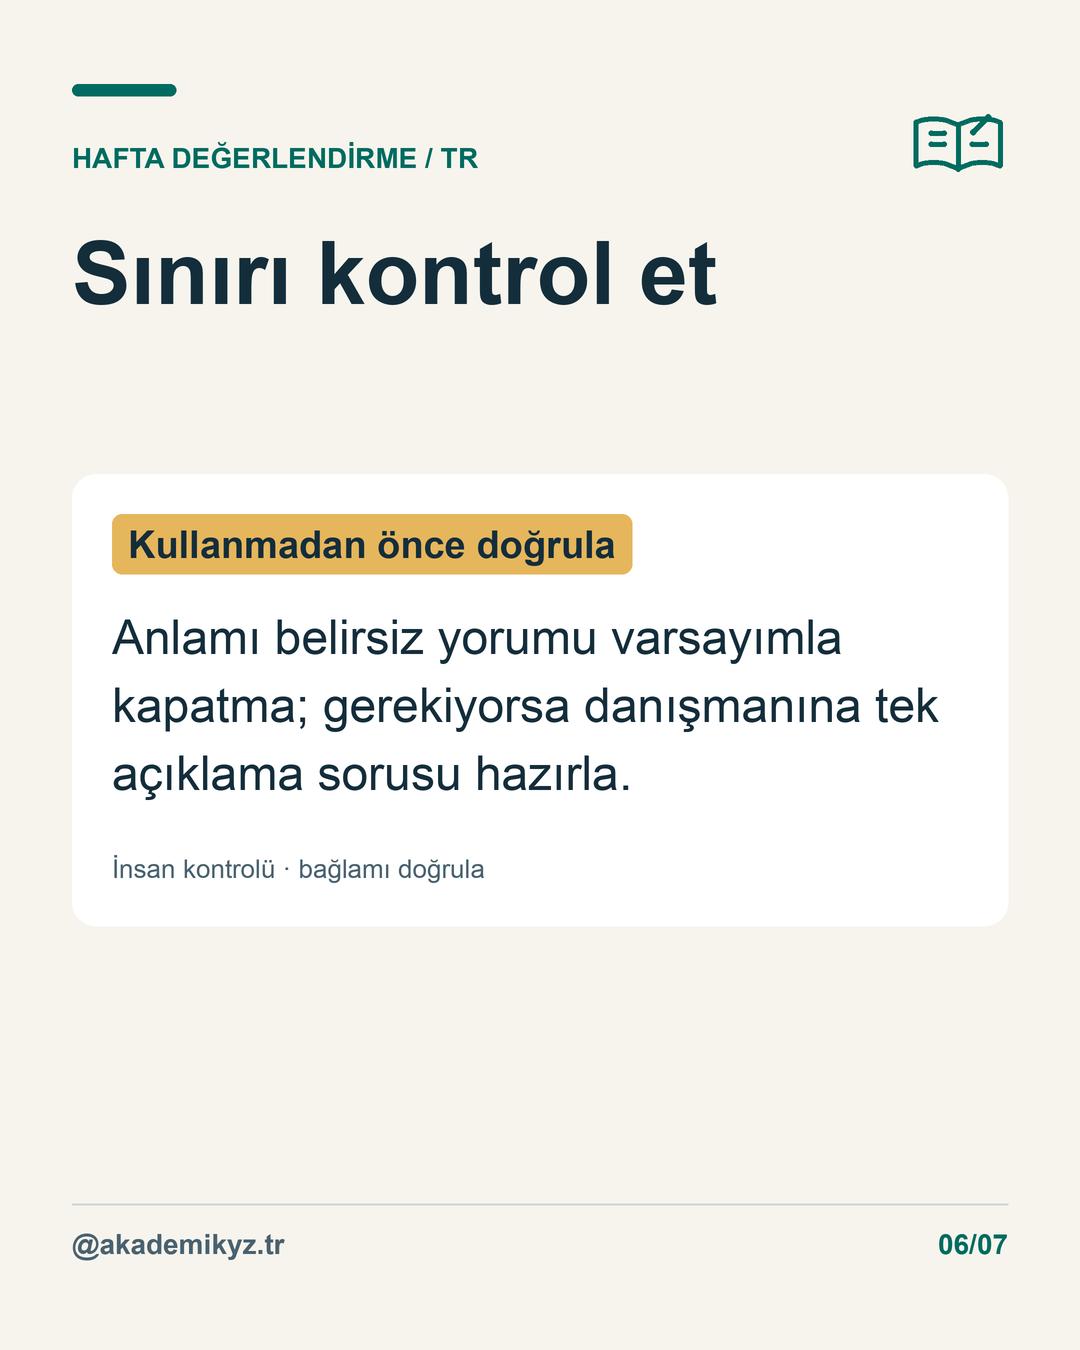 HAFTA DEĞERLENDİRME / TR
Sınırı kontrol et
Kullanmadan önce doğrula
Anlamı belirsiz yorumu varsayımla
kapatma; gerekiyorsa danışmanına tek
açıklama sorusu hazırla.
İnsan kontrolü · bağlamı doğrula
@akademikyz.tr
06/07